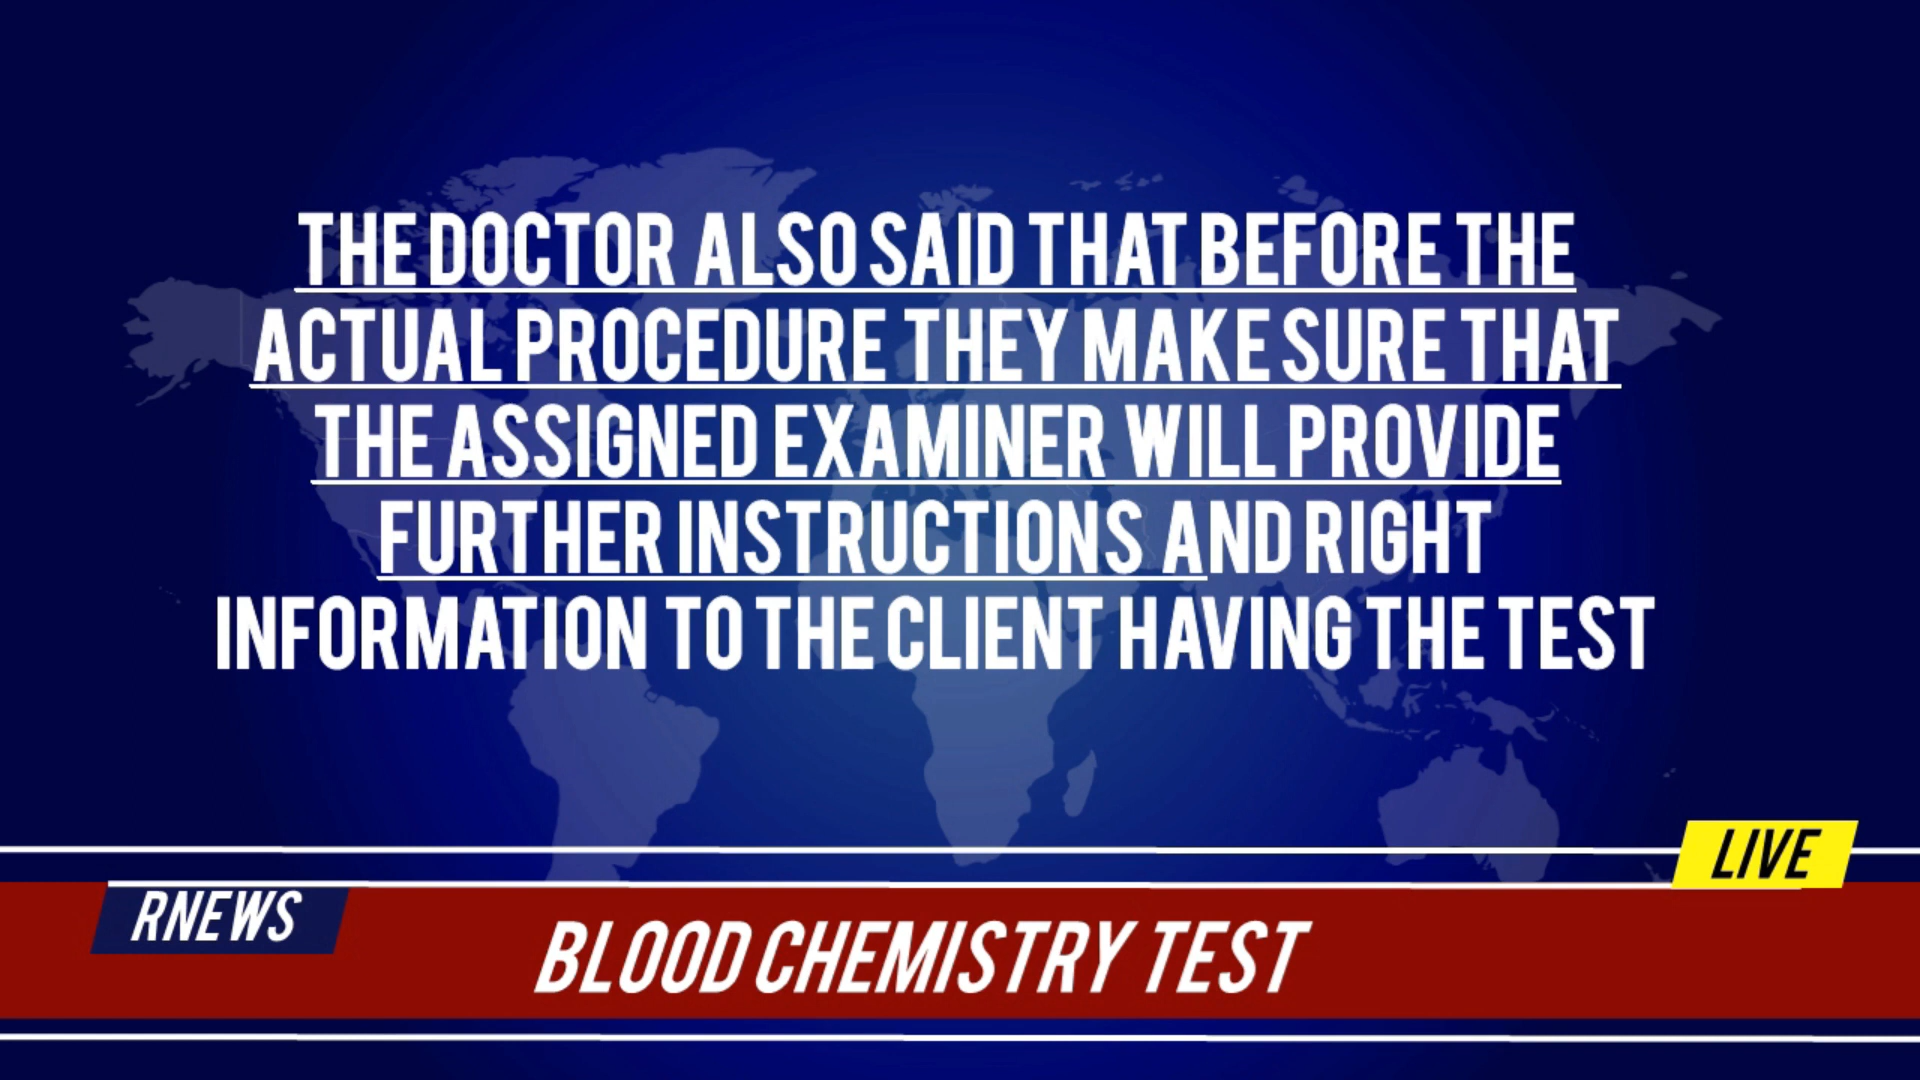 THE DOCTOR ALSO SAID THAT BEFORE THE
ACTUAL PROCEDURE THEY MAKE SURE THAT
THE ASSIGNED EXAMINER WILL PROVIDE
FURTHER INSTRUCTIONS AND RIGHT
INFORMATION TO THE CLIENT HAVING THE TEST
LIVE
RNEWS
BLOOD CHEMISTRY TEST